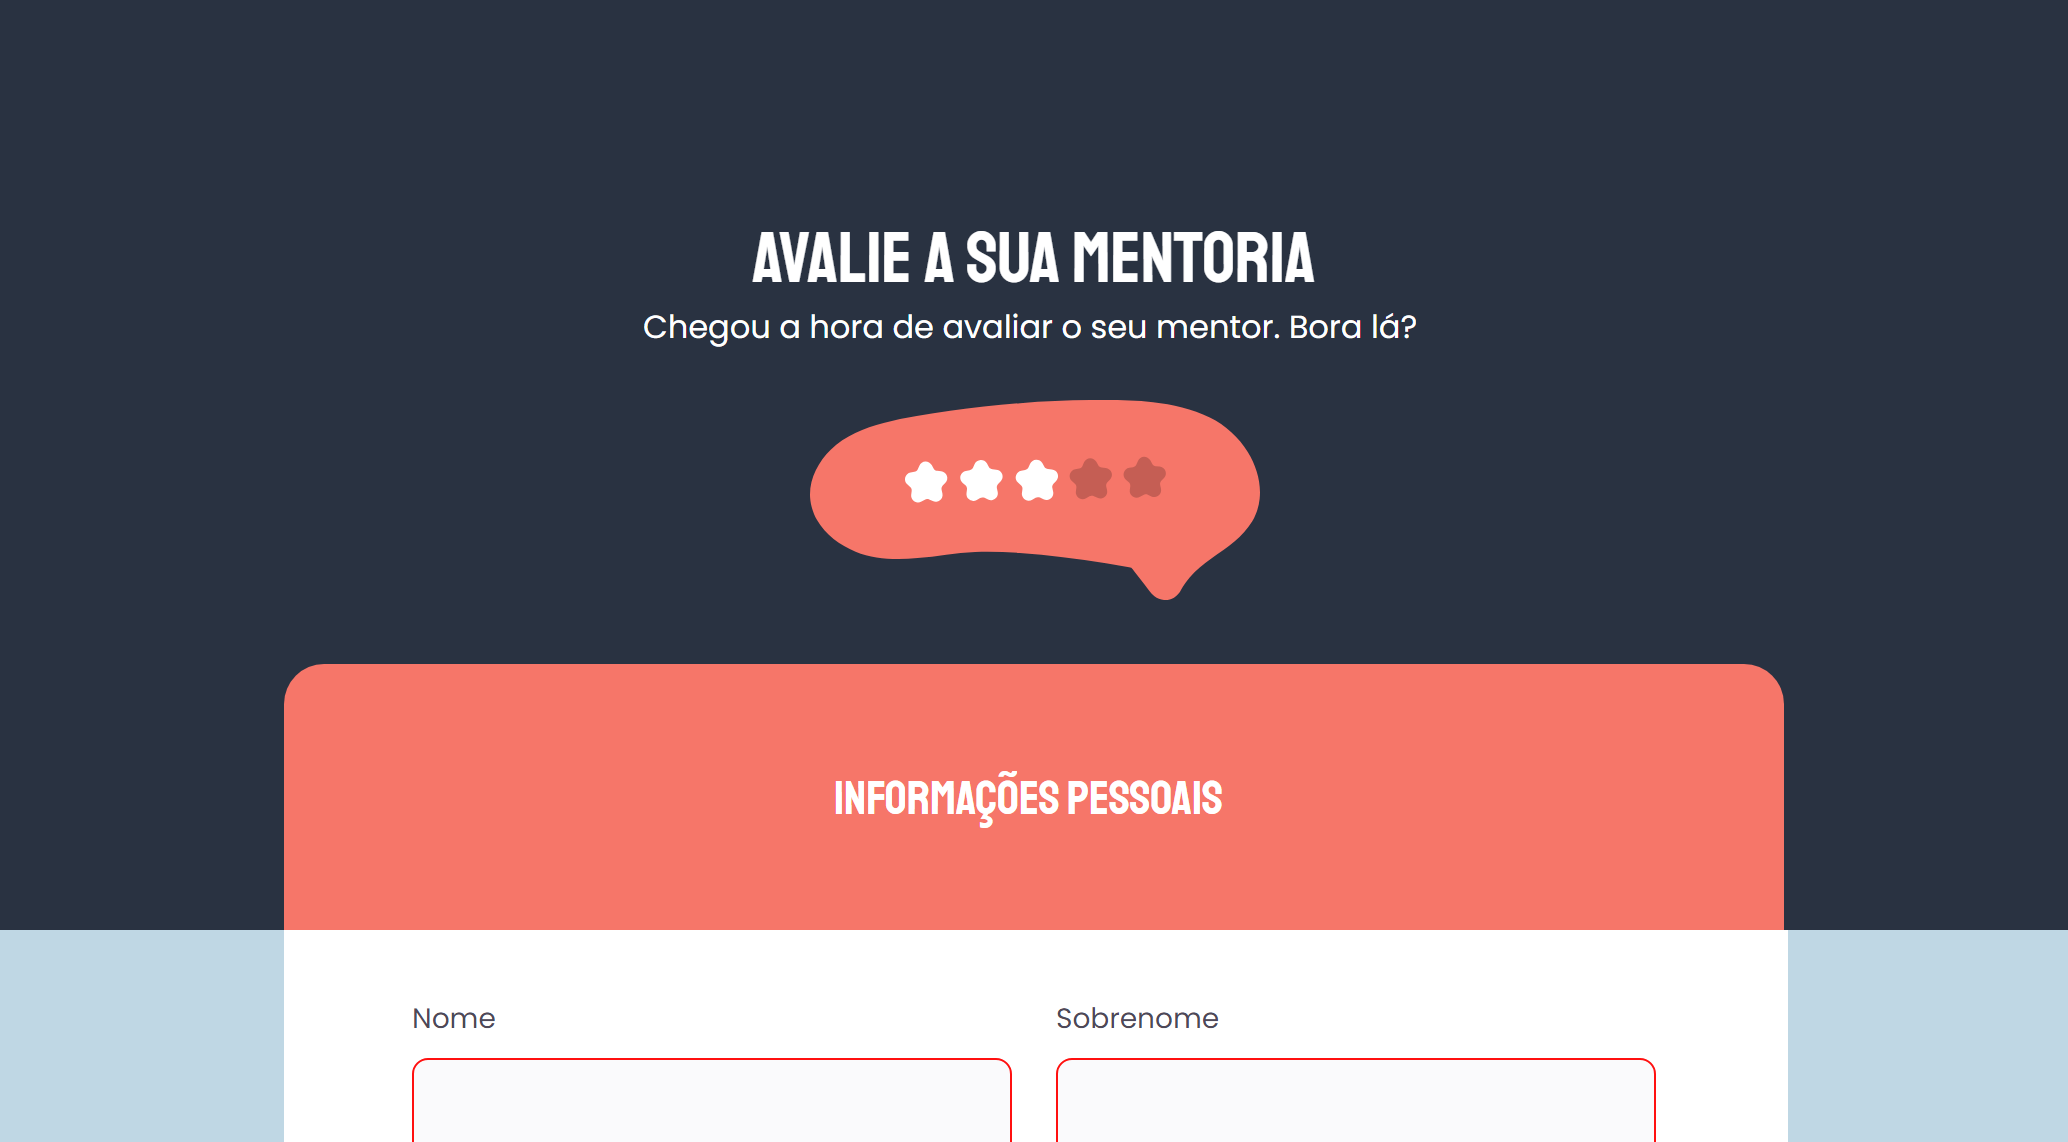 AVALIE A SUA MENTORIA
Chegou a hora de avaliar o seu mentor. Bora lá?
INFORMAÇÕES PESSOAIS
Nome
Sobrenome